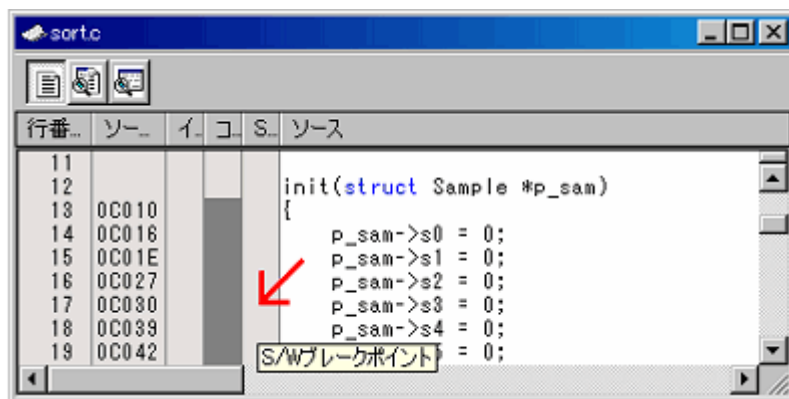 sort.c
行番... ソー... イ... コ... S... ソース
11
12 init(struct Sample *p_sam)
13 0C010 {
14 0C016 p_sam->s0 = 0;
15 0C01E p_sam->s1 = 0;
16 0C027 p_sam->s2 = 0;
17 0C030 p_sam->s3 = 0;
18 0C039 p_sam->s4 = 0;
19 0C042 = 0;
S/Wブレークポイント